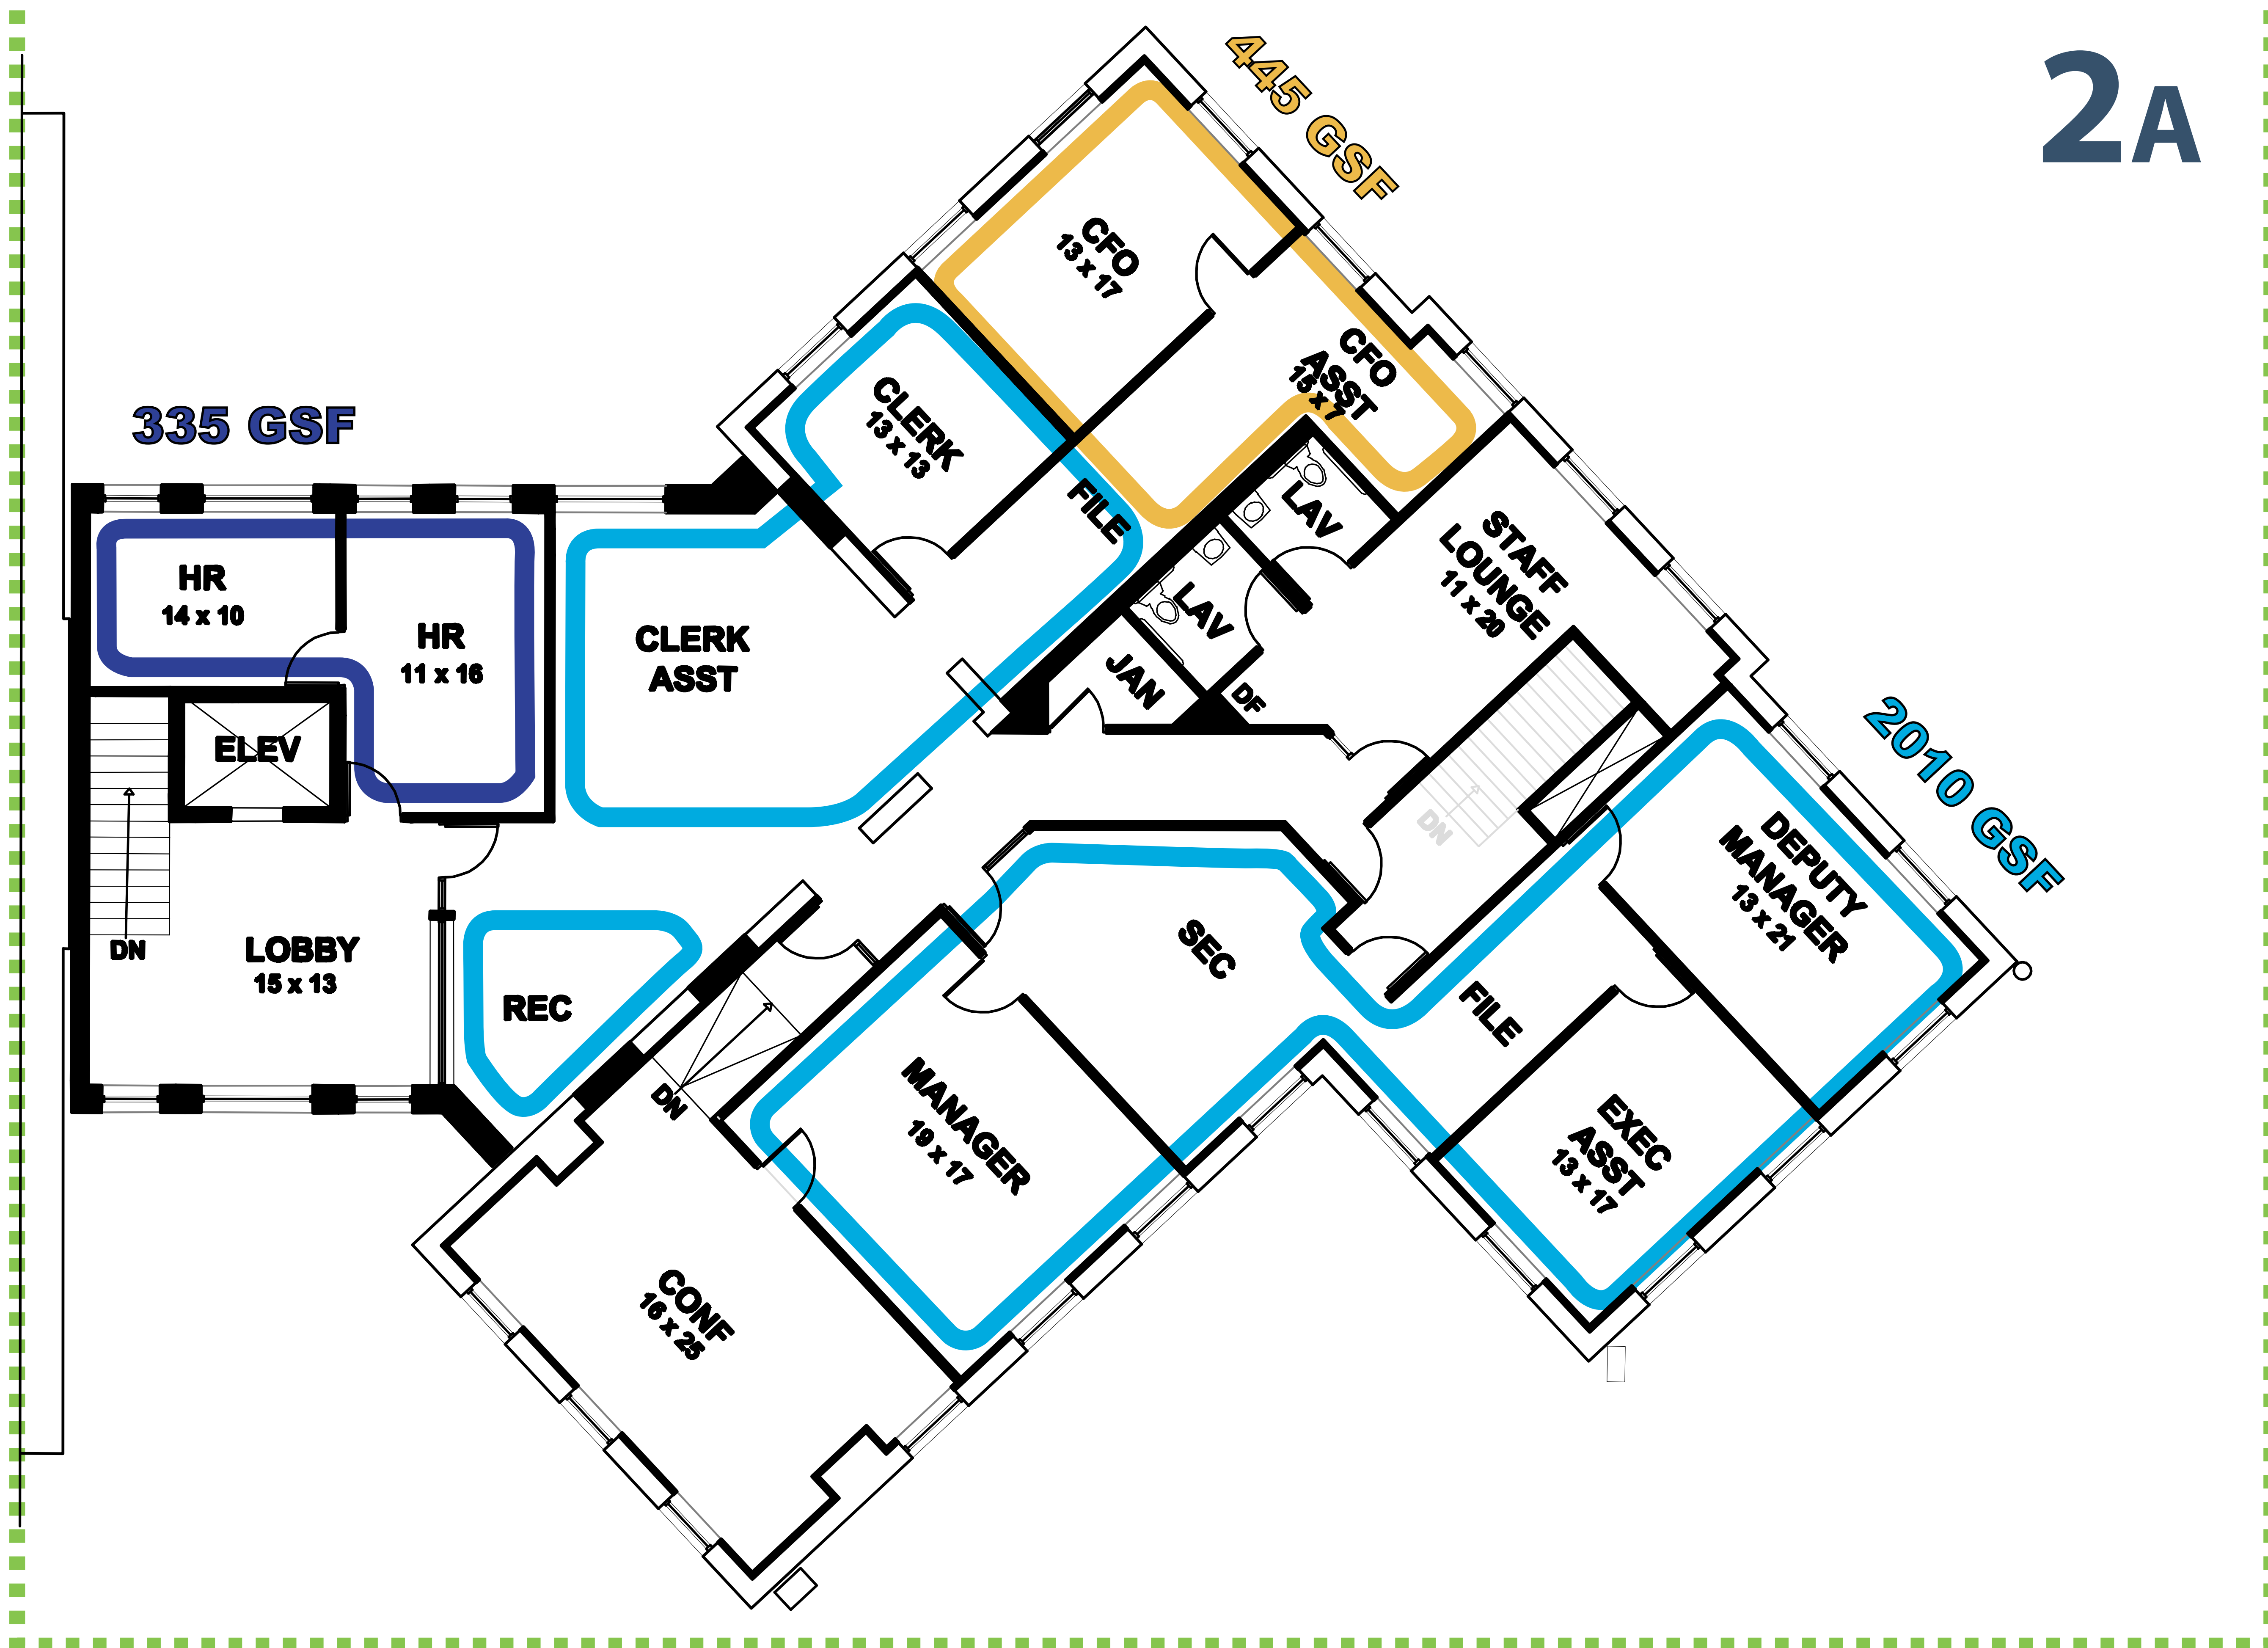 2A
445 GSF
CFO
13 x 17
CFO
ASST
15 x 7
CLERK
13 x 13
FILE
335 GSF
HR
14 x 10
HR
11 x 16
CLERK
ASST
LAV
LAV
JAN
DF
STAFF
LOUNGE
11 x 20
ELEV
DN
2010 GSF
DEPUTY
MANAGER
13 x 21
DN
LOBBY
15 x 13
REC
SEC
FILE
DN
MANAGER
19 x 17
EXEC
ASST
13 x 17
CONF
16 x 25